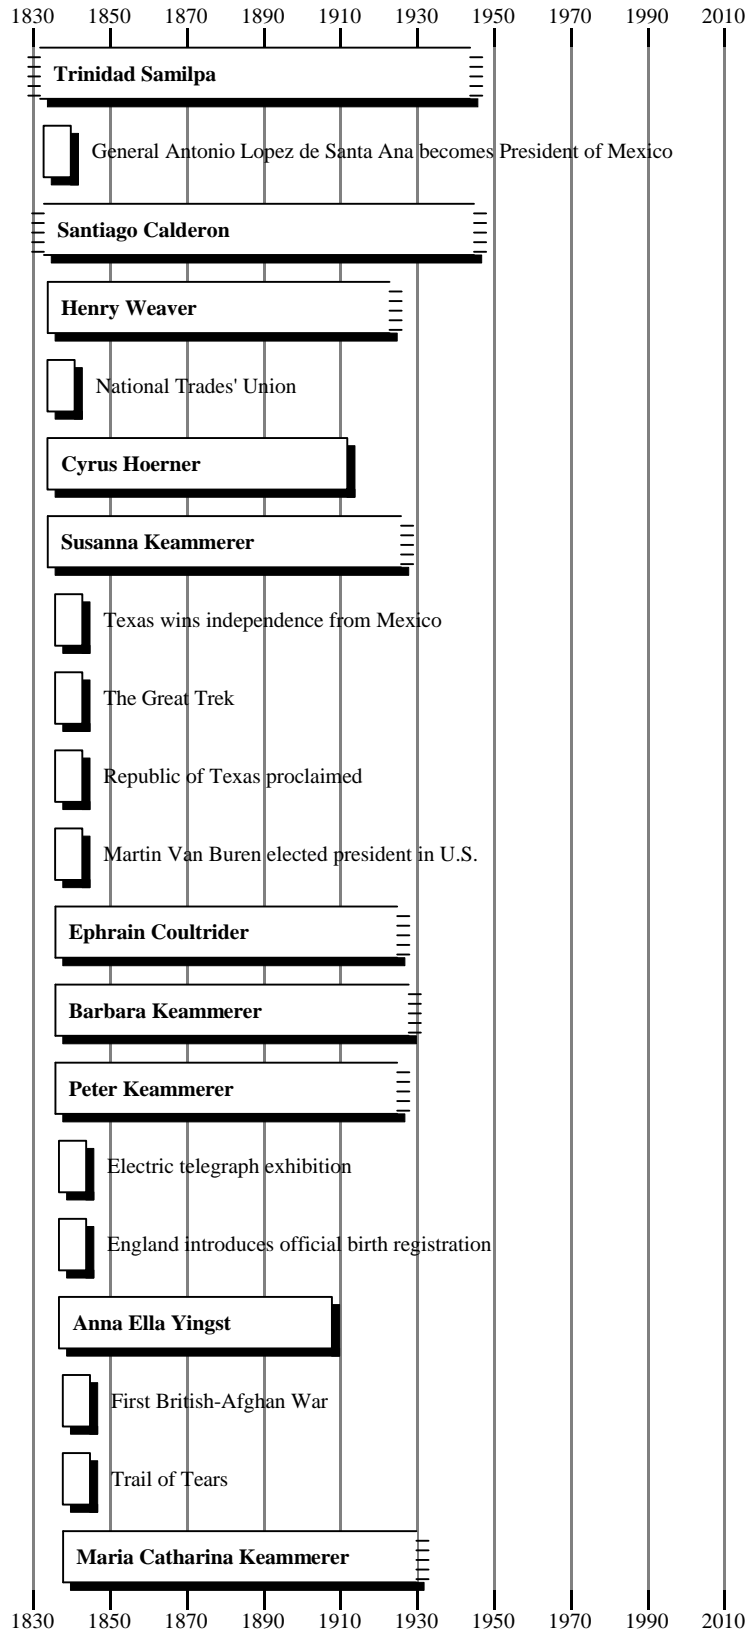 1830 1850 1870 1890 1910 1930 1950 1970 1990 2010
Trinidad Samilpa
General Antonio Lopez de Santa Ana becomes President of Mexico
Santiago Calderon
Henry Weaver
National Trades' Union
Cyrus Hoerner
Susanna Keammerer
Texas wins independence from Mexico
The Great Trek
Republic of Texas proclaimed
Martin Van Buren elected president in U.S.
Ephrain Coultrider
Barbara Keammerer
Peter Keammerer
Electric telegraph exhibition
England introduces official birth registration
Anna Ella Yingst
First British-Afghan War
Trail of Tears
Maria Catharina Keammerer
1830 1850 1870 1890 1910 1930 1950 1970 1990 2010